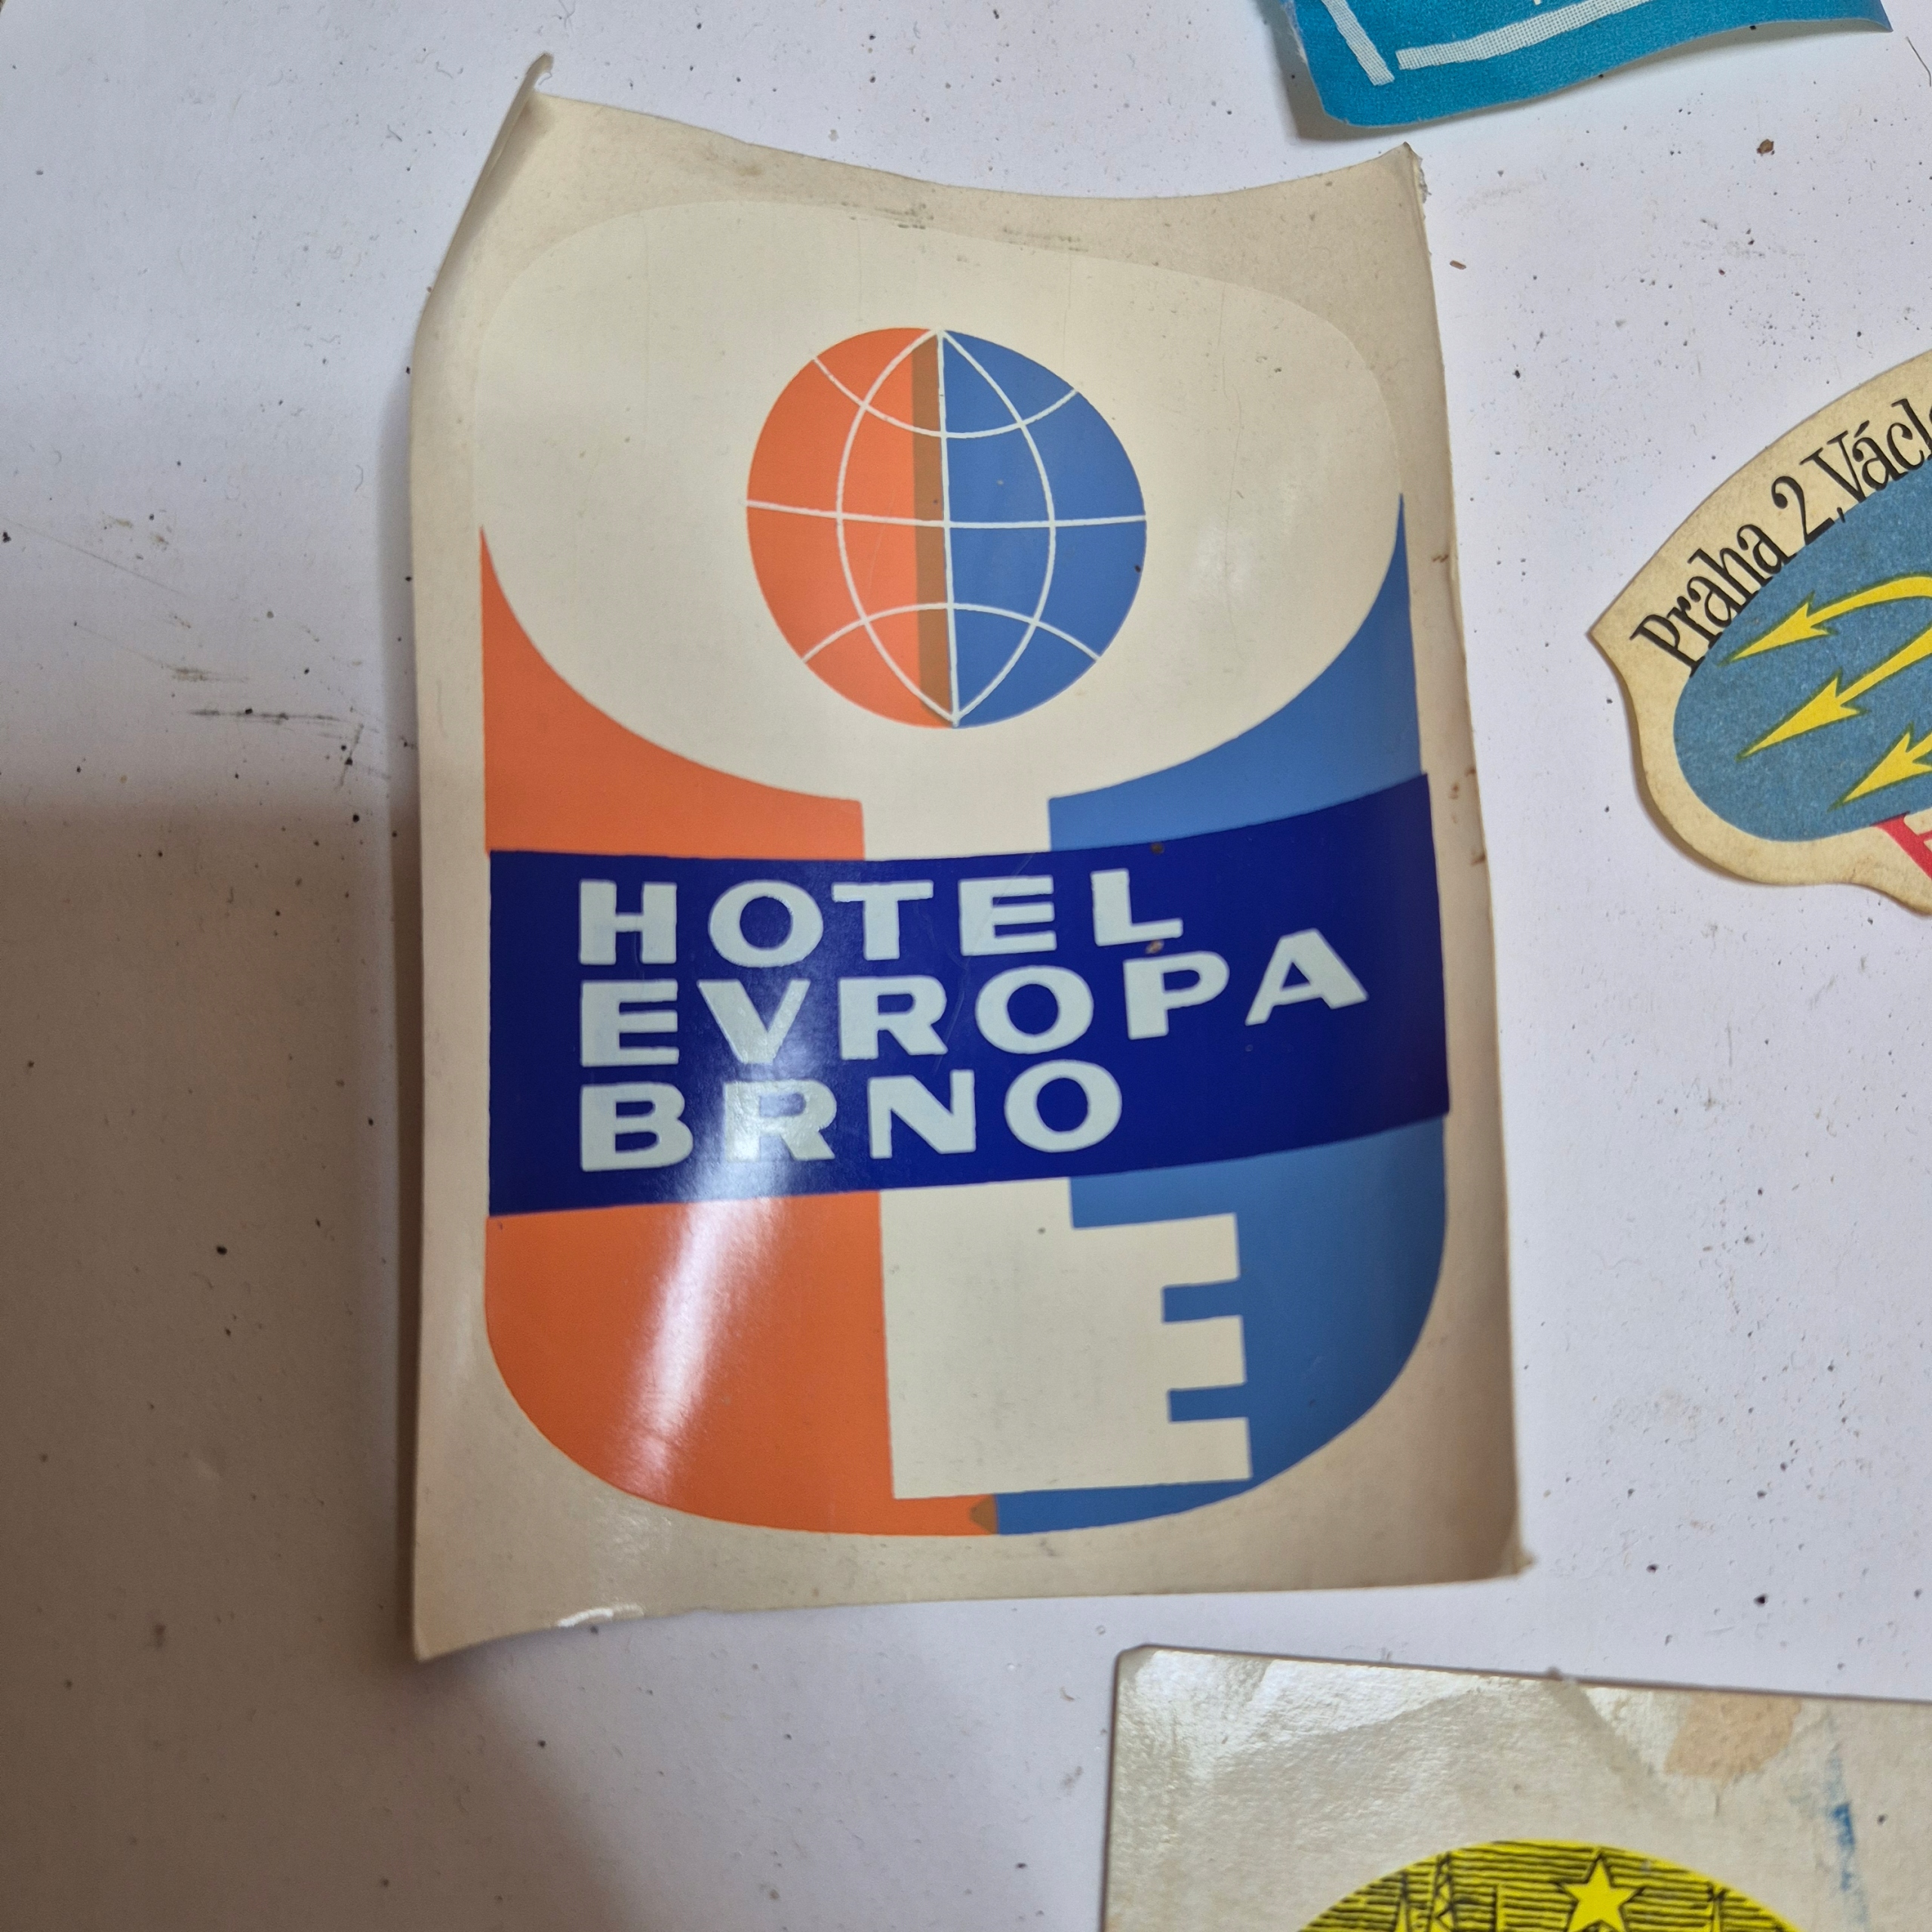 HOTEL
EVROPA
BRNO
Praha 2, Václ